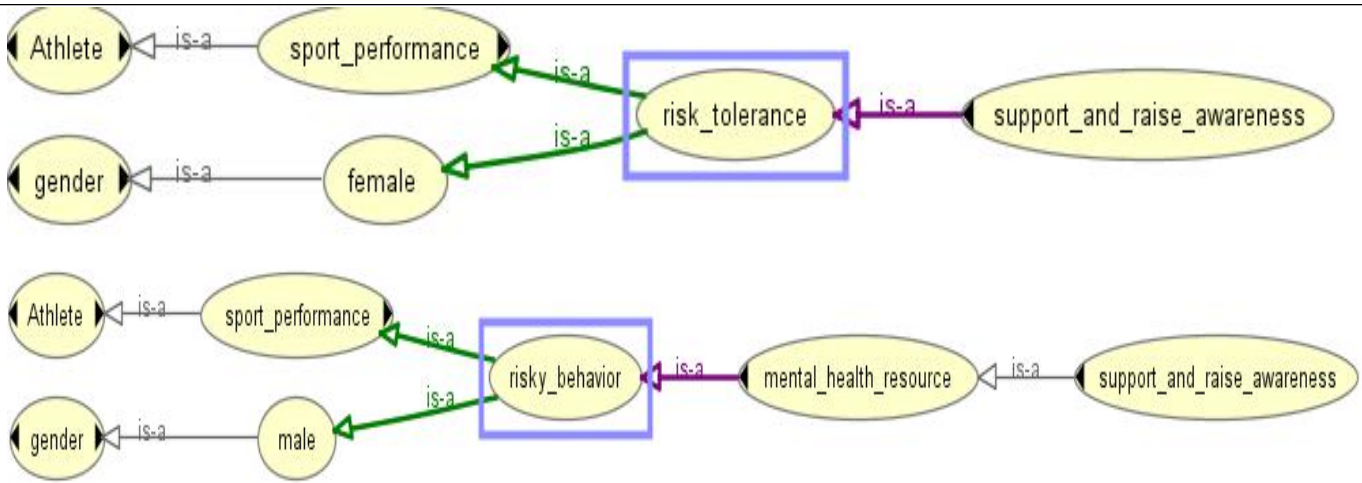 Athlete is-a sport_performance is-a risk_tolerance is-a support_and_raise_awareness
gender is-a female is-a
Athlete is-a sport_performance is-a risky_behavior is-a mental_health_resource is-a support_and_raise_awareness
gender is-a male is-a